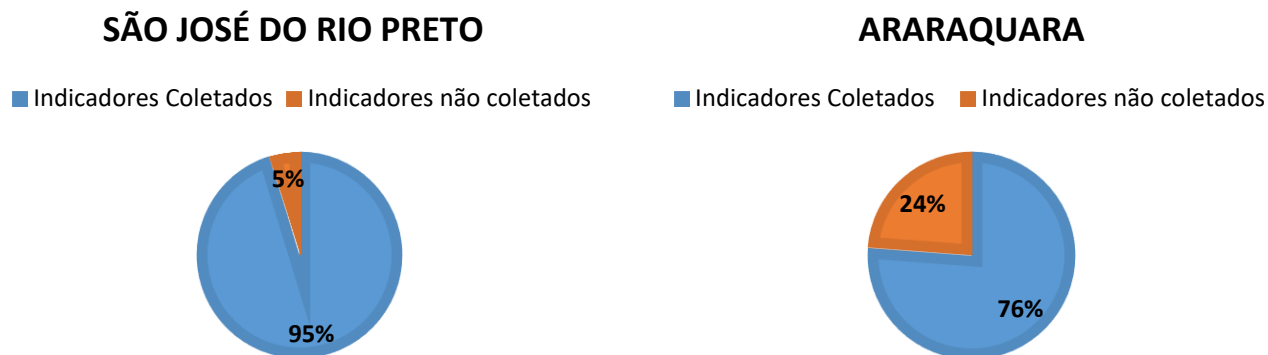 SÃO JOSÉ DO RIO PRETO
Indicadores Coletados Indicadores não coletados
5%
95%
ARARAQUARA
Indicadores Coletados Indicadores não coletados
24%
76%